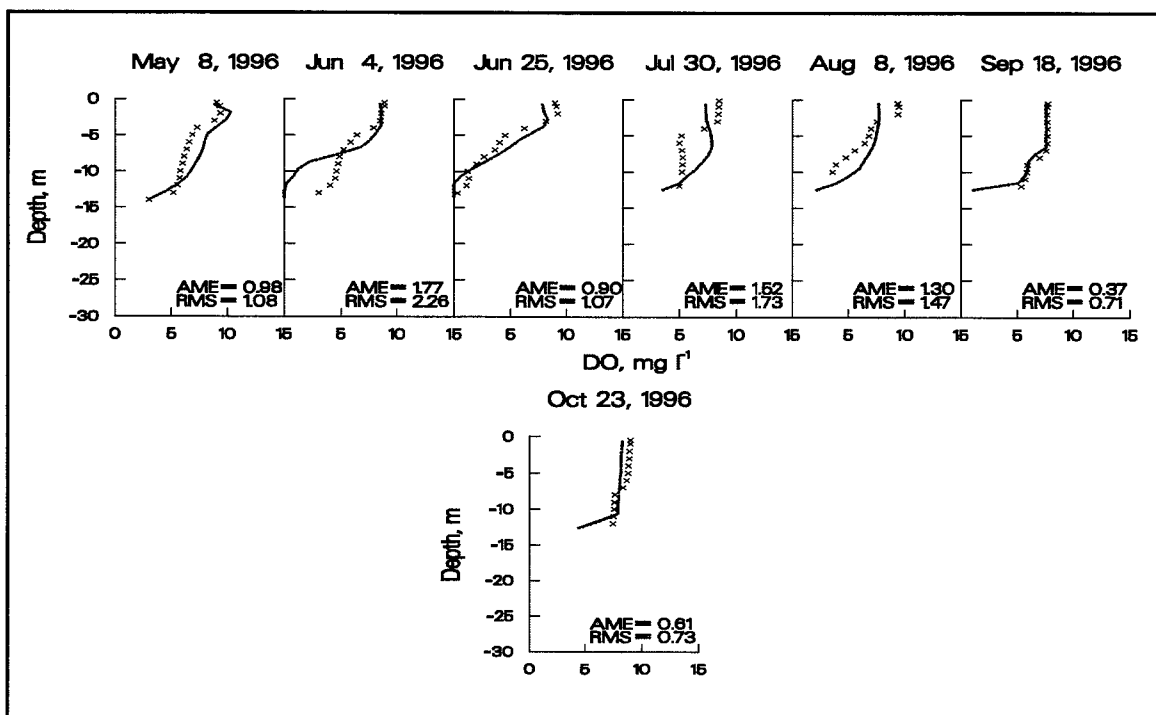 May 8, 1996 Jun 4, 1996 Jun 25, 1996 Jul 30, 1996 Aug 8, 1996 Sep 18, 1996
0
-5
-10
-15
-20
-25
-30
Depth, m
AME= 0.98 AME= 1.77 AME= 0.90 AME= 1.52 AME= 1.30 AME= 0.37
RMS= 1.08 RMS= 2.26 RMS= 1.07 RMS= 1.73 RMS= 1.47 RMS= 0.71
0 5 10 15 5 10 15 5 10 15 5 10 15 5 10 15 5 10 15
DO, mg l⁻¹
Oct 23, 1996
0
-5
-10
-15
-20
-25
-30
Depth, m
AME= 0.61
RMS= 0.73
0 5 10 15